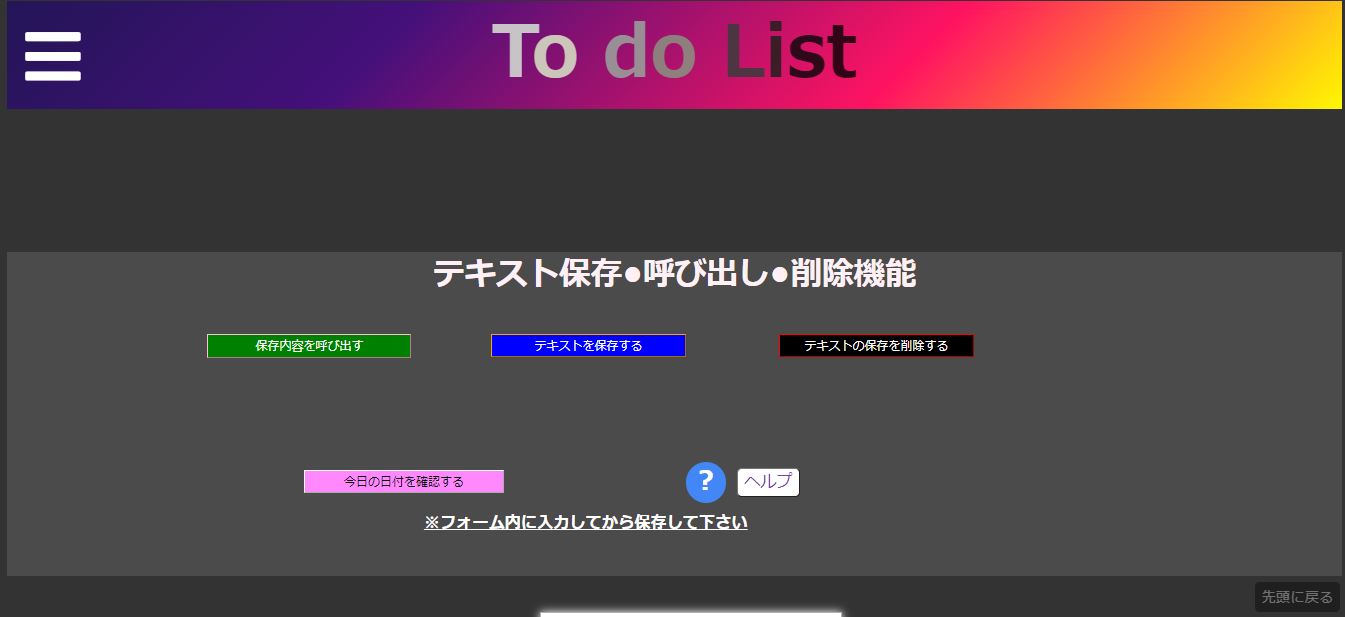 To do List
テキスト保存●呼び出し●削除機能
保存内容を呼び出す テキストを保存する テキストの保存を削除する
今日の日付を確認する ? ヘルプ
※フォーム内に入力してから保存して下さい
先頭に戻る